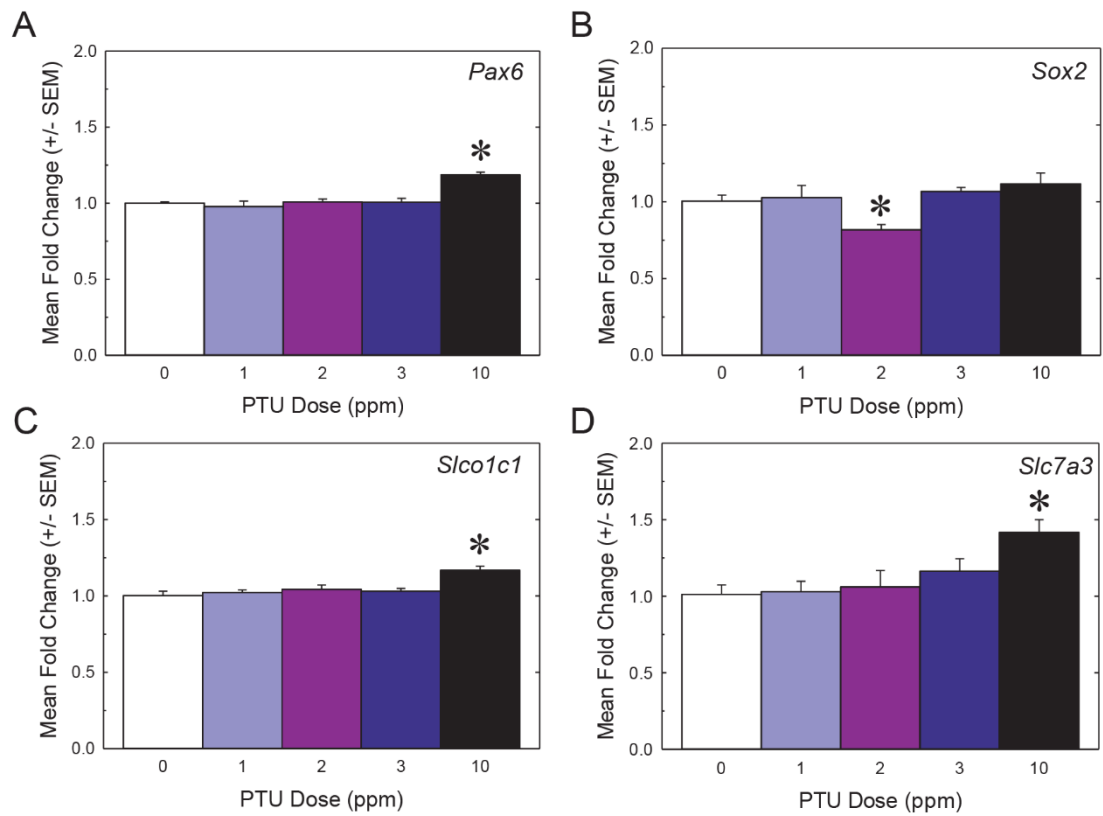 A
Mean Fold Change (+/- SEM)
2.0
1.5
1.0
0.5
0.0
Pax6
*
0 1 2 3 10
PTU Dose (ppm)
B
Mean Fold Change (+/- SEM)
2.0
1.5
1.0
0.5
0.0
Sox2
*
0 1 2 3 10
PTU Dose (ppm)
C
Mean Fold Change (+/- SEM)
2.0
1.5
1.0
0.5
0.0
Slco1c1
*
0 1 2 3 10
PTU Dose (ppm)
D
Mean Fold Change (+/- SEM)
2.0
1.5
1.0
0.5
0.0
Slc7a3
*
0 1 2 3 10
PTU Dose (ppm)